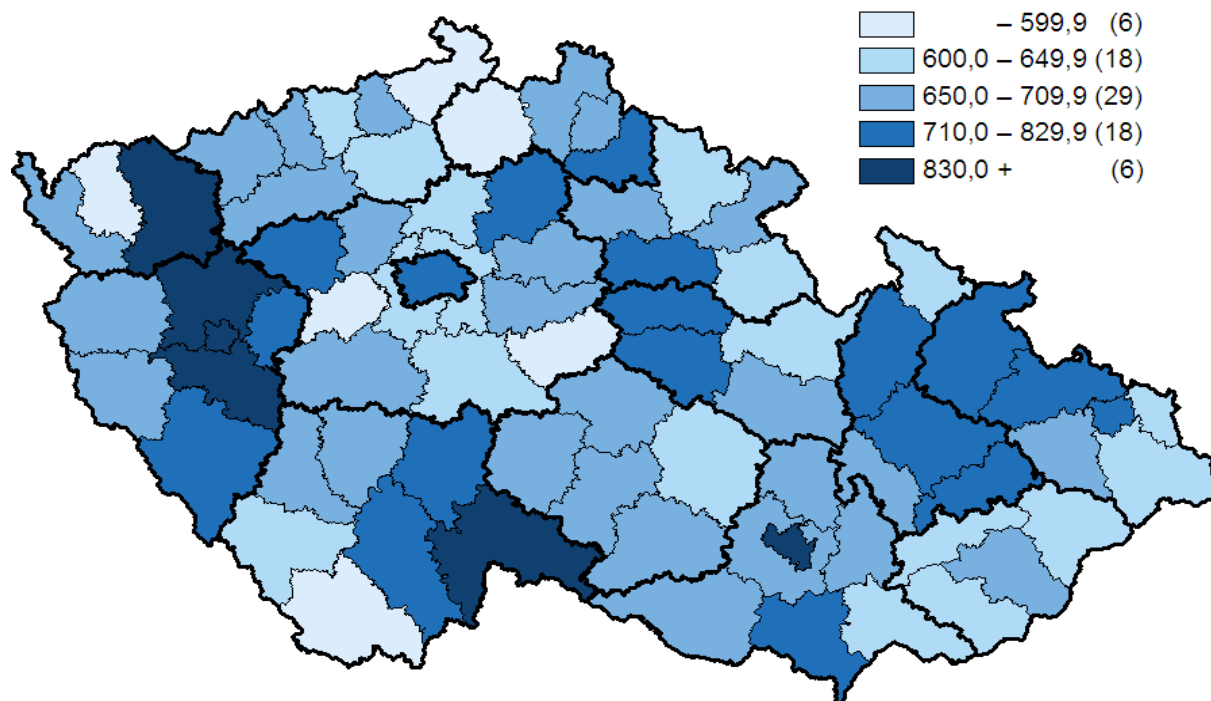 – 599,9 (6)
600,0 – 649,9 (18)
650,0 – 709,9 (29)
710,0 – 829,9 (18)
830,0 + (6)